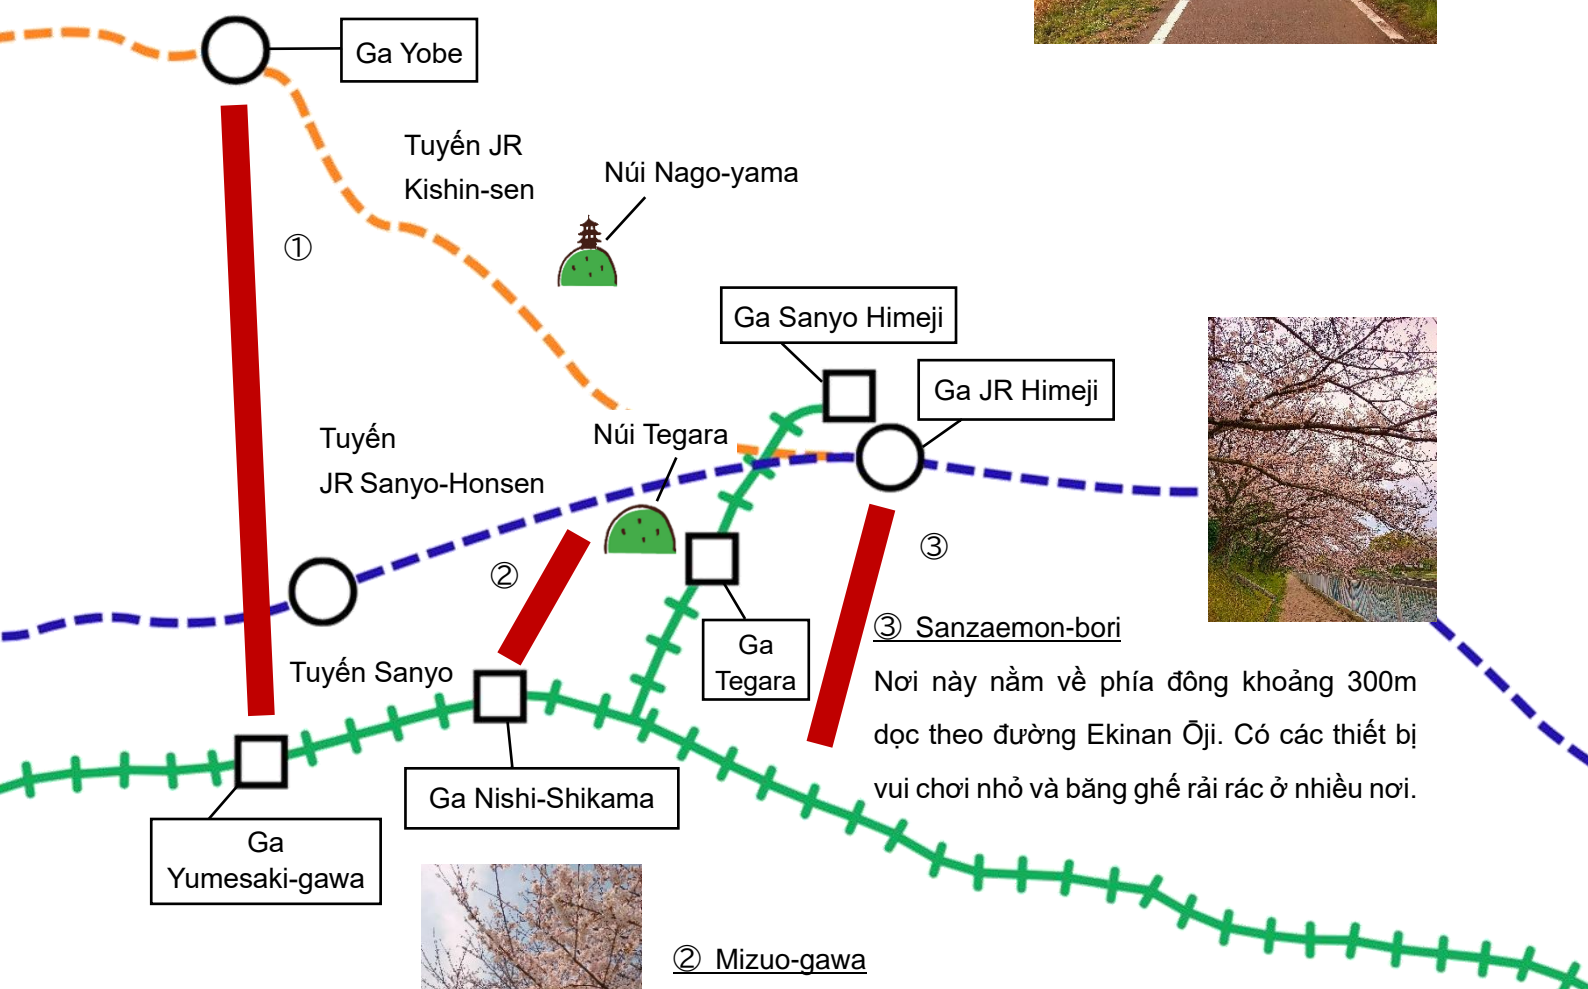 Ga Yobe
Tuyến JR
Kishin-sen
Núi Nago-yama
①
Ga Sanyo Himeji
Ga JR Himeji
Tuyến
JR Sanyo-Honsen
Núi Tegara
②
③
Ga
Tegara
③ Sanzaemon-bori
Nơi này nằm về phía đông khoảng 300m
dọc theo đường Ekinan Ōji. Có các thiết bị
vui chơi nhỏ và băng ghế rải rác ở nhiều nơi.
Tuyến Sanyo
Ga Nishi-Shikama
Ga
Yumesaki-gawa
② Mizuo-gawa